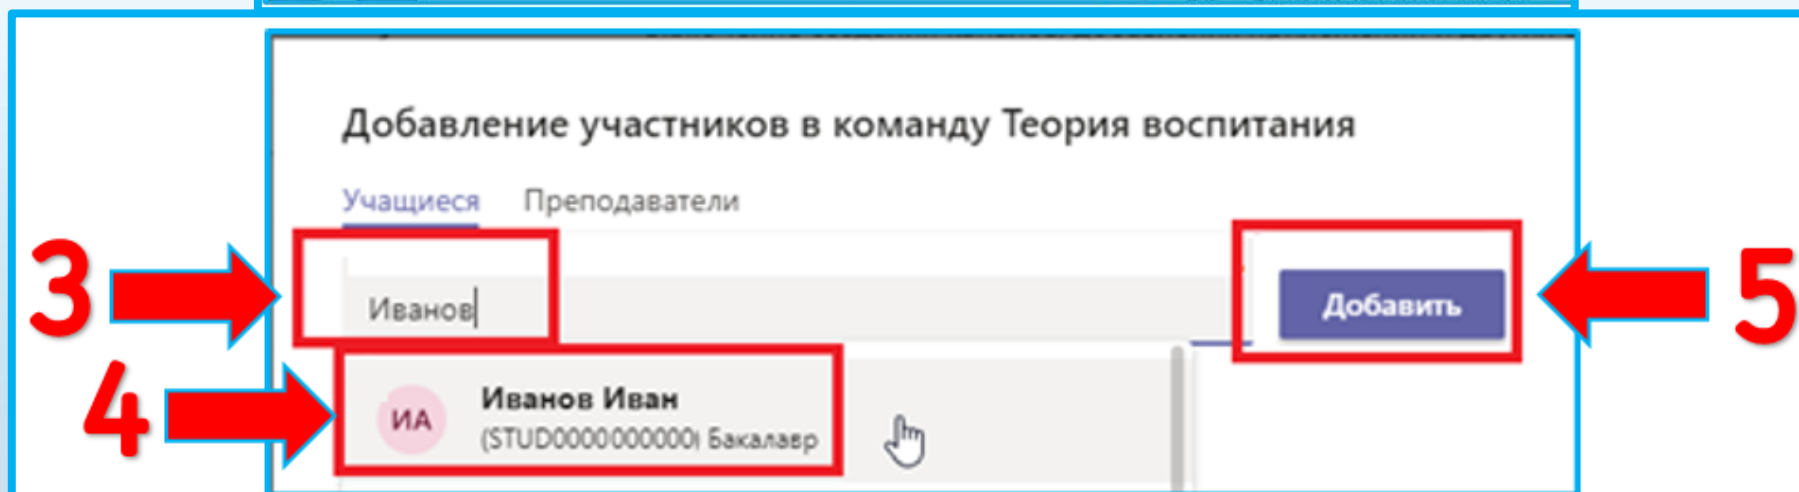 Добавление участников в команду Теория воспитания
Учащиеся Преподаватели
3
Иванов
Добавить
5
4
ИА
Иванов Иван
(STUD0000000000) Бакалавр